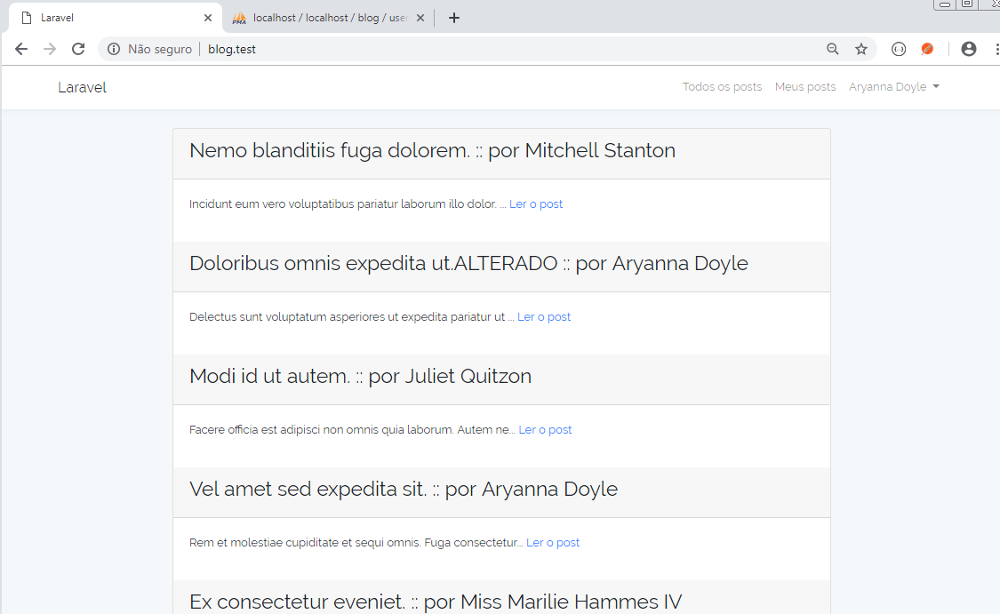 Laravel
localhost / localhost / blog / use
Não seguro
blog.test
Laravel
Todos os posts Meus posts Aryanna Doyle
Nemo blanditiis fuga dolorem. :: por Mitchell Stanton
Incidunt eum vero voluptatibus pariatur laborum illo dolor. ... Ler o post
Doloribus omnis expedita ut.ALTERADO :: por Aryanna Doyle
Delectus sunt voluptatum asperiores ut expedita pariatur ut ... Ler o post
Modi id ut autem. :: por Juliet Quitzon
Facere officia est adipisci non omnis quia laborum. Autem ne... Ler o post
Vel amet sed expedita sit. :: por Aryanna Doyle
Rem et molestiae cupiditate et sequi omnis. Fuga consectetur... Ler o post
Ex consectetur eveniet. :: por Miss Marilie Hammes IV